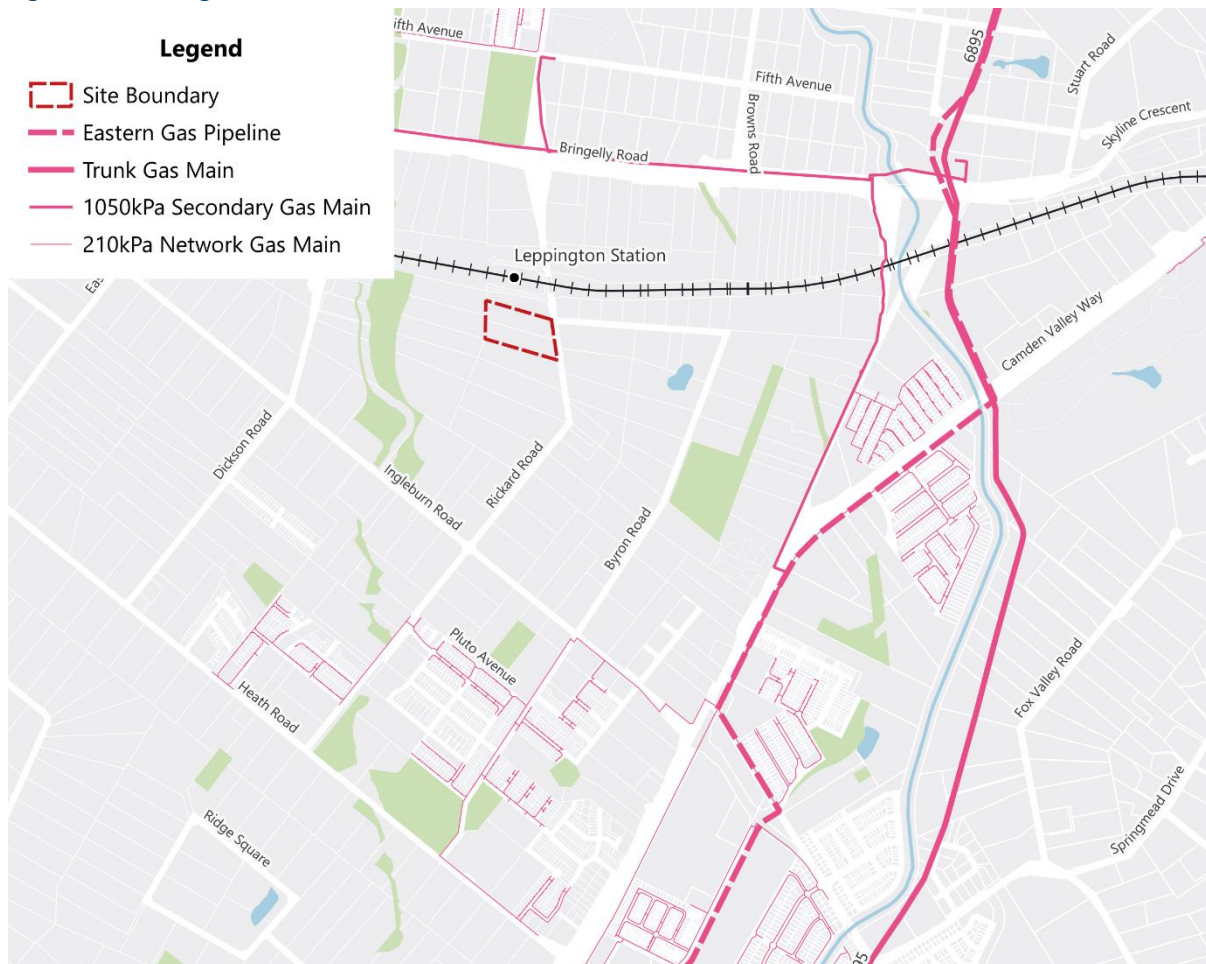 Legend
Site Boundary
Eastern Gas Pipeline
Trunk Gas Main
1050kPa Secondary Gas Main
210kPa Network Gas Main
ifth Avenue
Fifth Avenue
6895
Stuart Road
Skyline Crescent
Browns Road
Bringelly Road
Leppington Station
Camden Valley Way
Dickson Road
Ingleburn Road
Rickard Road
Byron Road
Pluto Avenue
Heath Road
Fox Valley Road
Ridge Square
Springmead Drive
95